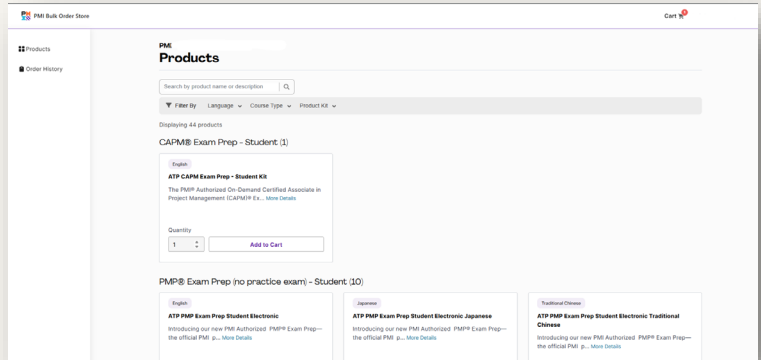 PMI Bulk Order Store
Cart
Products
Order History
PMI
Products
Search by product name or description
Filter By Language Course Type Product Kit
Displaying 44 products
CAPM® Exam Prep - Student (1)
English
ATP CAPM Exam Prep - Student Kit
The PMI® Authorized On-Demand Certified Associate in
Project Management (CAPM)® Ex... More Details
Quantity
1
Add to Cart
PMP® Exam Prep (no practice exam) - Student (10)
English
ATP PMP Exam Prep Student Electronic
Introducing our new PMI Authorized PMP® Exam Prep—
the official PMI p... More Details
Japanese
ATP PMP Exam Prep Student Electronic Japanese
Introducing our new PMI Authorized PMP® Exam Prep—
the official PMI p... More Details
Traditional Chinese
ATP PMP Exam Prep Student Electronic Traditional
Chinese
Introducing our new PMI Authorized PMP® Exam Prep—
the official PMI p... More Details